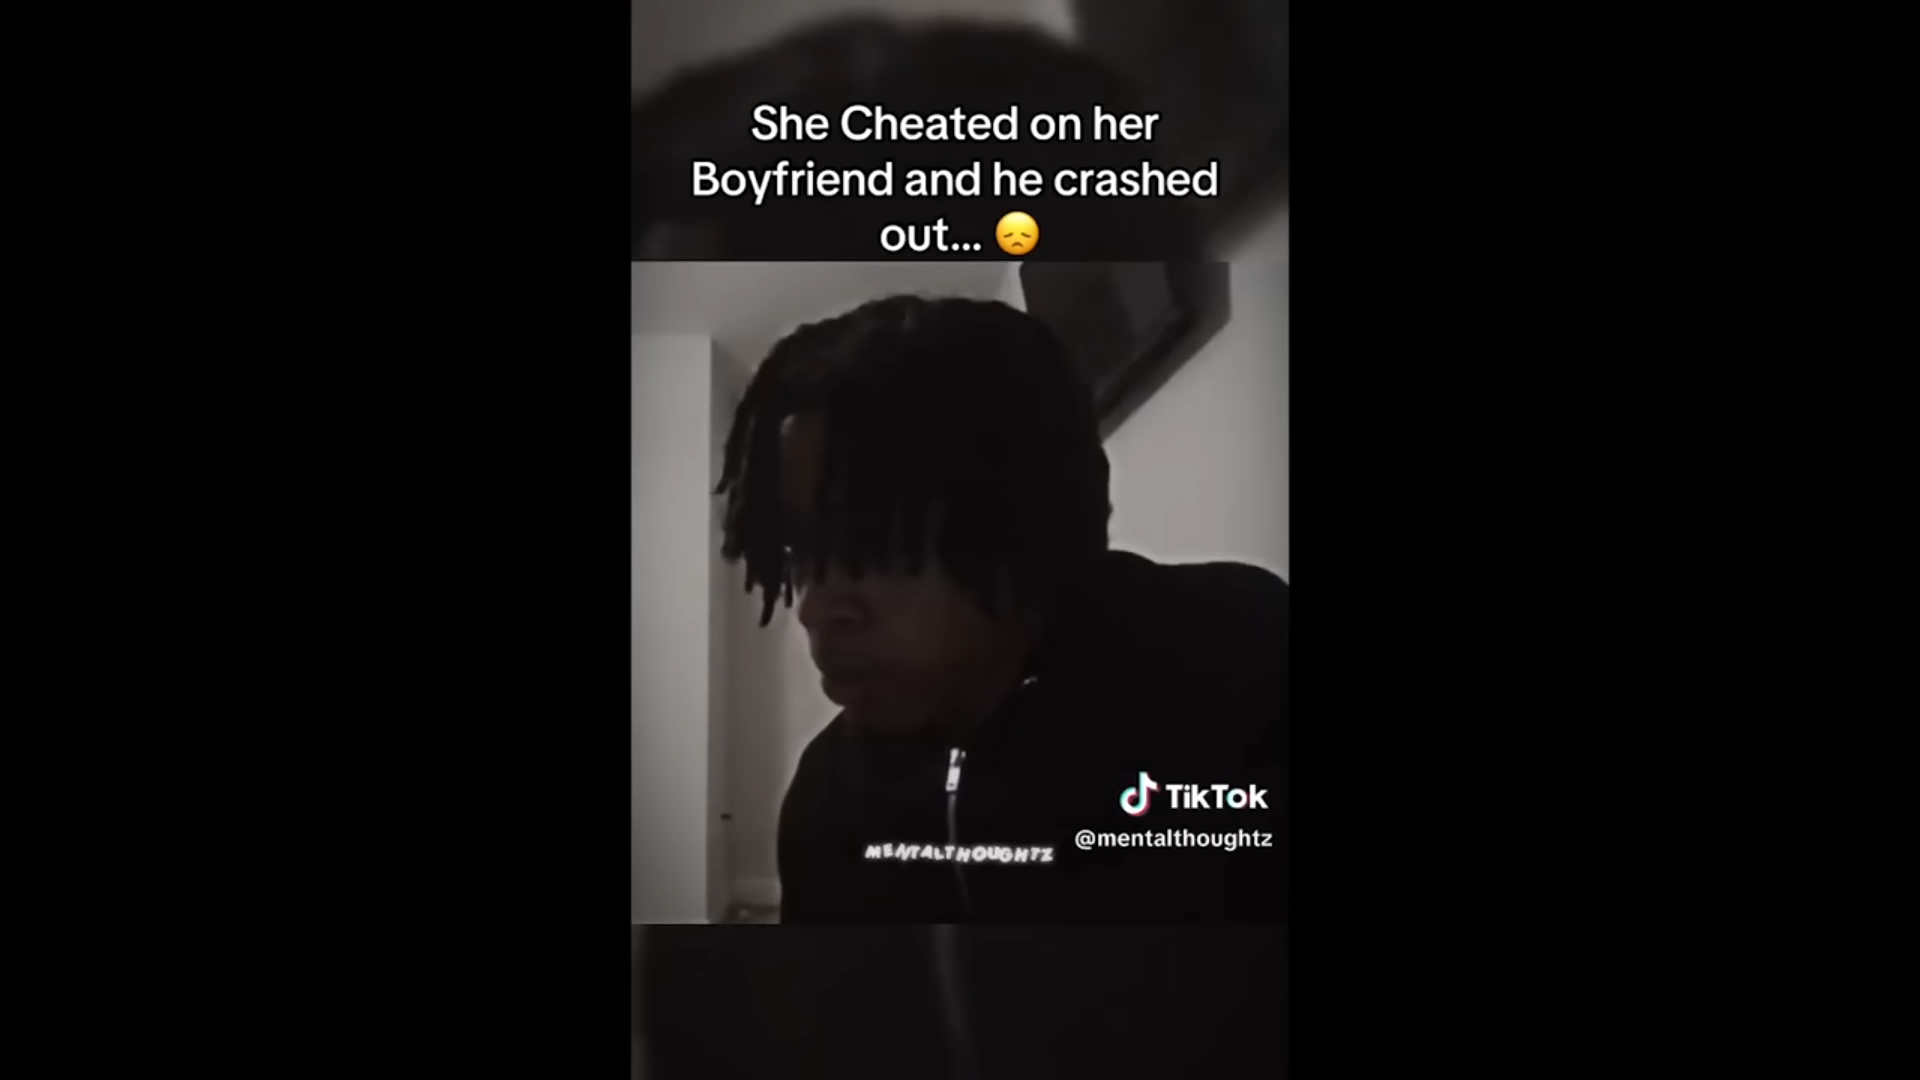 She Cheated on her
Boyfriend and he crashed
out... 😞
TikTok
@mentalthoughtz
MENTALTHOUGHTZ